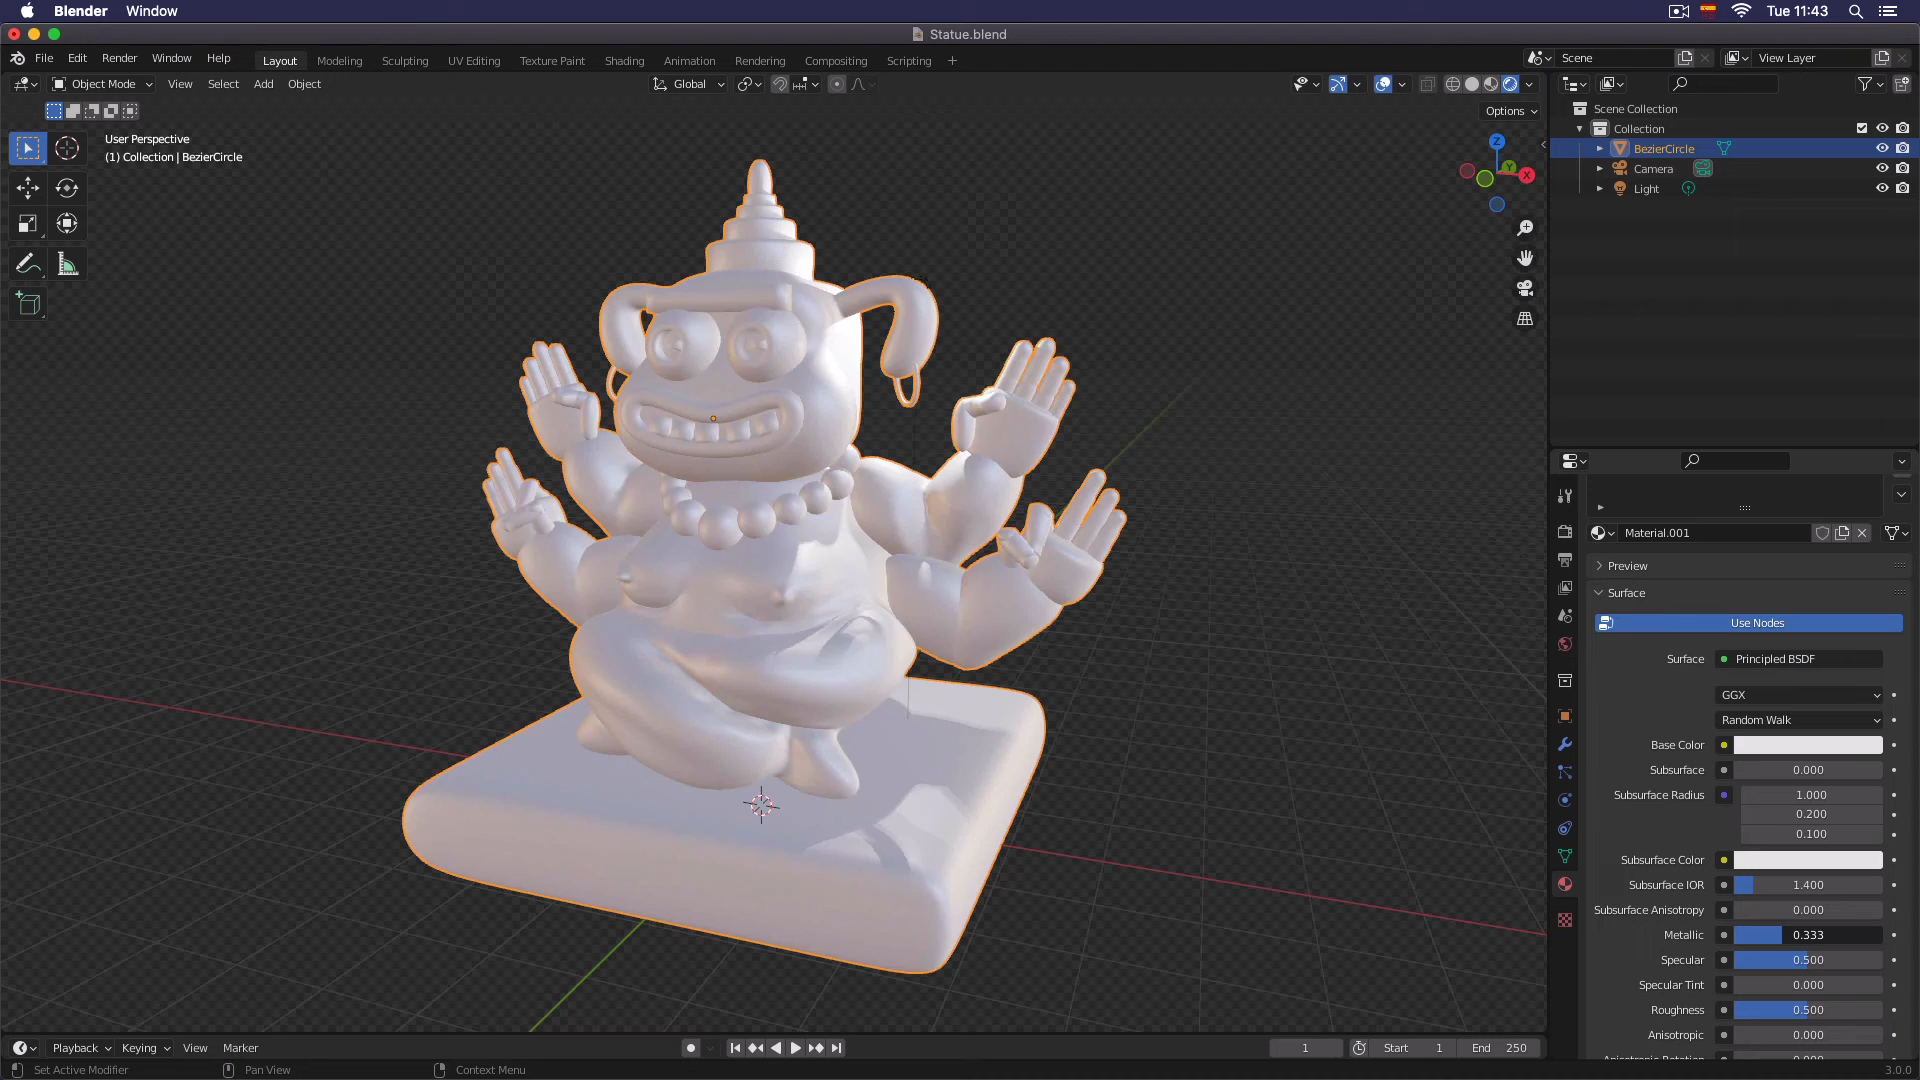 Blender Window Tue 11:43
Statue.blend
File Edit Render Window Help Layout Modeling Sculpting UV Editing Texture Paint Shading Animation Rendering Compositing Scripting + Scene View Layer
Object Mode View Select Add Object Global
Options
User Perspective
(1) Collection | BezierCircle
Z
Y
X
Scene Collection
Collection
BezierCircle
Camera
Light
Material.001
Preview
Surface
Use Nodes
Surface Principled BSDF
GGX
Random Walk
Base Color
Subsurface 0.000
Subsurface Radius 1.000
0.200
0.100
Subsurface Color
Subsurface IOR 1.400
Subsurface Anisotropy 0.000
Metallic 0.333
Specular 0.500
Specular Tint 0.000
Roughness 0.500
Anisotropic 0.000
Playback Keying View Marker 1 Start 1 End 250
Set Active Modifier Pan View Context Menu 3.0.0